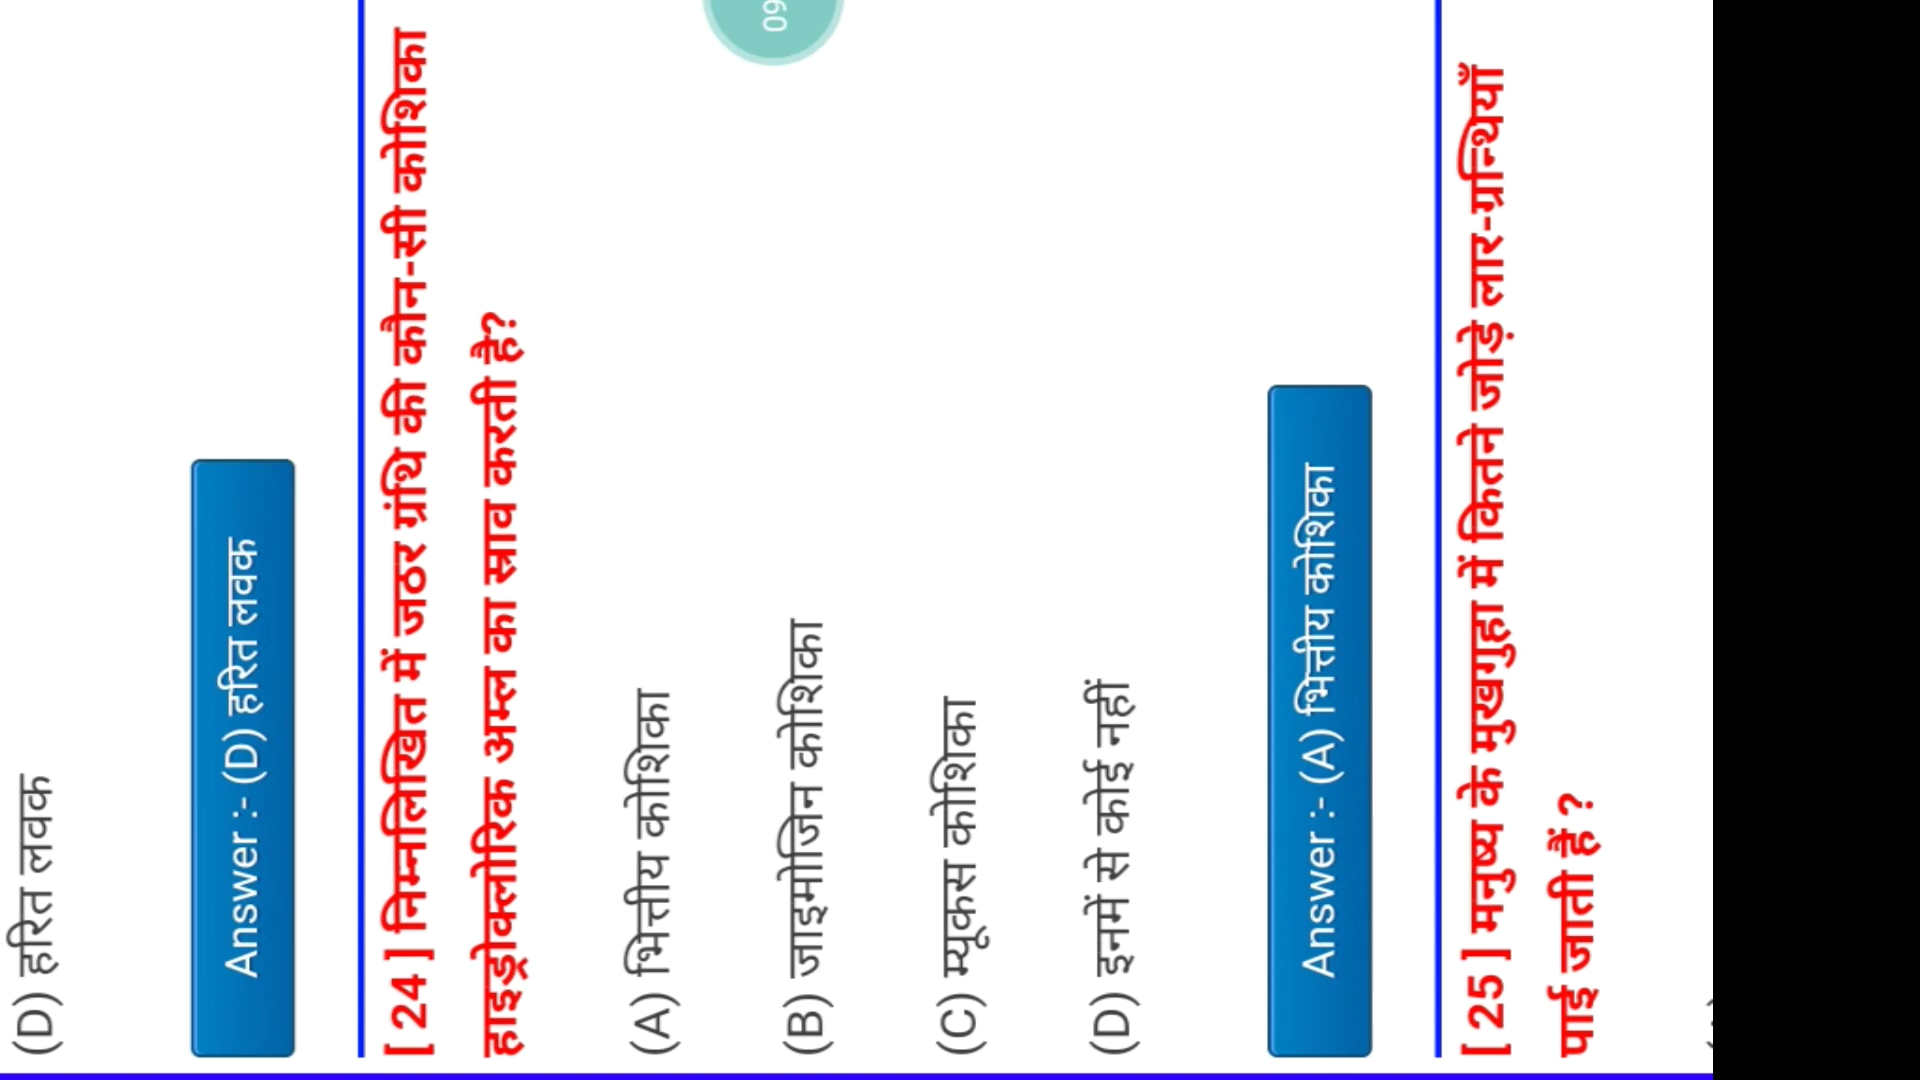 (D) हरित लवक
Answer :- (D) हरित लवक
09
[ 24 ] निम्नलिखित में जठर ग्रंथि की कौन-सी कोशिका
हाइड्रोक्लोरिक अम्ल का स्राव करती है?
(A) भित्तीय कोशिका
(B) जाइमोजिन कोशिका
(C) म्यूकस कोशिका
(D) इनमें से कोई नहीं
Answer :- (A) भित्तीय कोशिका
[ 25 ] मनुष्य के मुखगुहा में कितने जोड़े लार-ग्रन्थियाँ
पाई जाती हैं ?